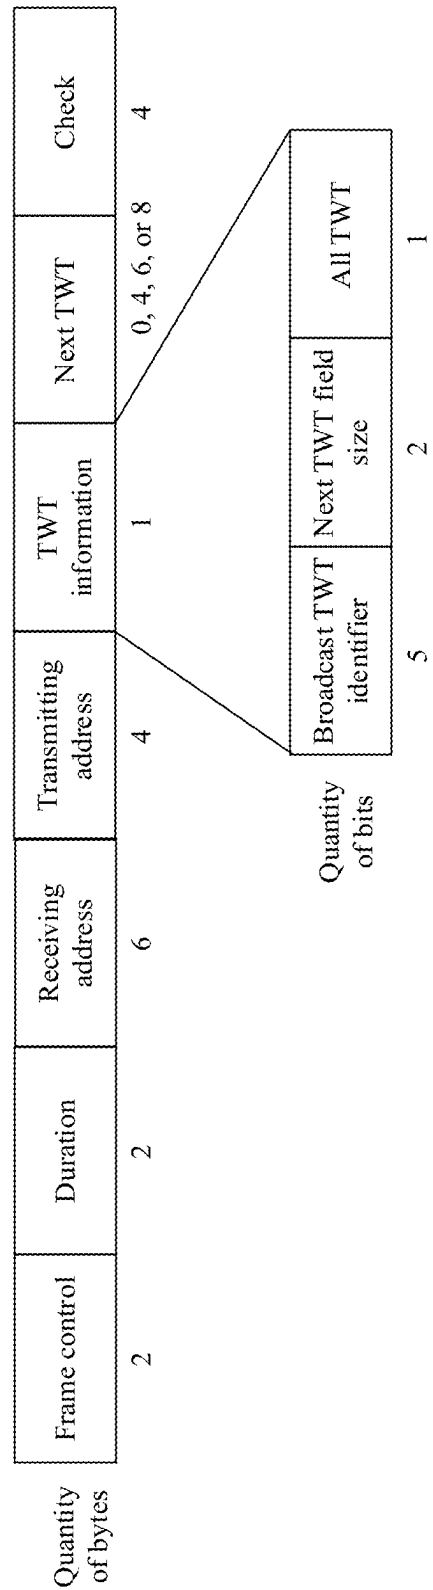 Frame control
Duration
Receiving
address
Transmitting
address
TWT
information
Next TWT
Check
Quantity
of bytes
2
2
6
4
1
0, 4, 6, or 8
4
Broadcast TWT
identifier
Next TWT field
size
All TWT
Quantity
of bits
5
2
1